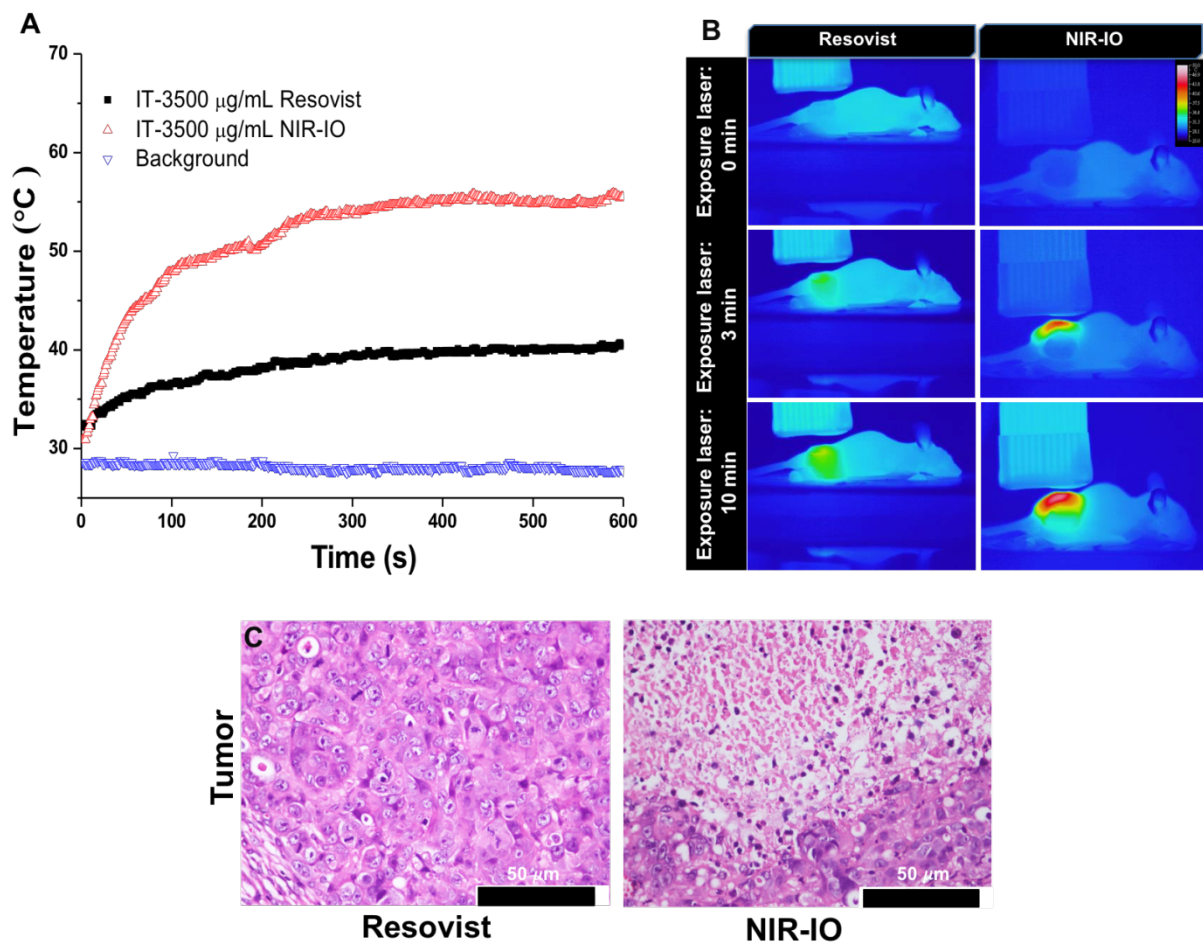 A
70
60
50
40
30
0
100
200
300
400
500
600
Temperature (°C)
Time (s)
IT-3500 μg/mL Resovist
IT-3500 μg/mL NIR-IO
Background
B
Resovist
NIR-IO
Exposure laser:
0 min
Exposure laser:
3 min
Exposure laser:
10 min
C
Tumor
50 μm
50 μm
Resovist
NIR-IO